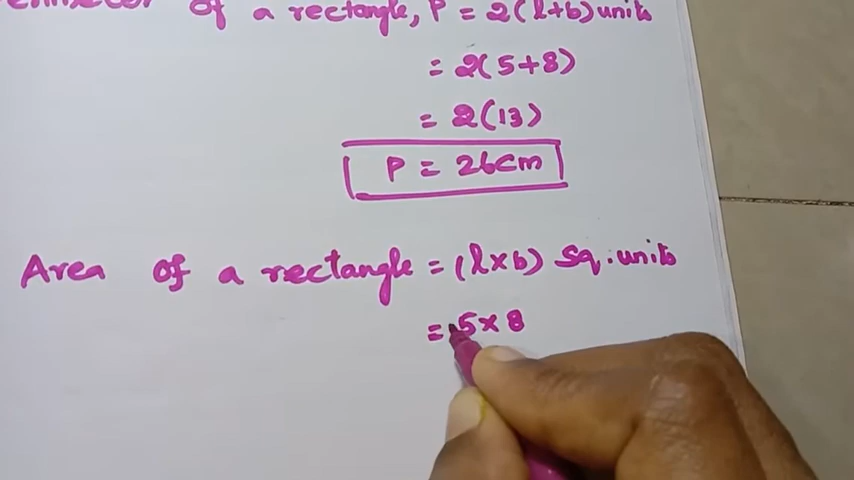 of a rectangle, P = 2(l+b) units
= 2(5+8)
= 2(13)
P = 26cm
Area of a rectangle = (l×b) Sq. units
= 5×8